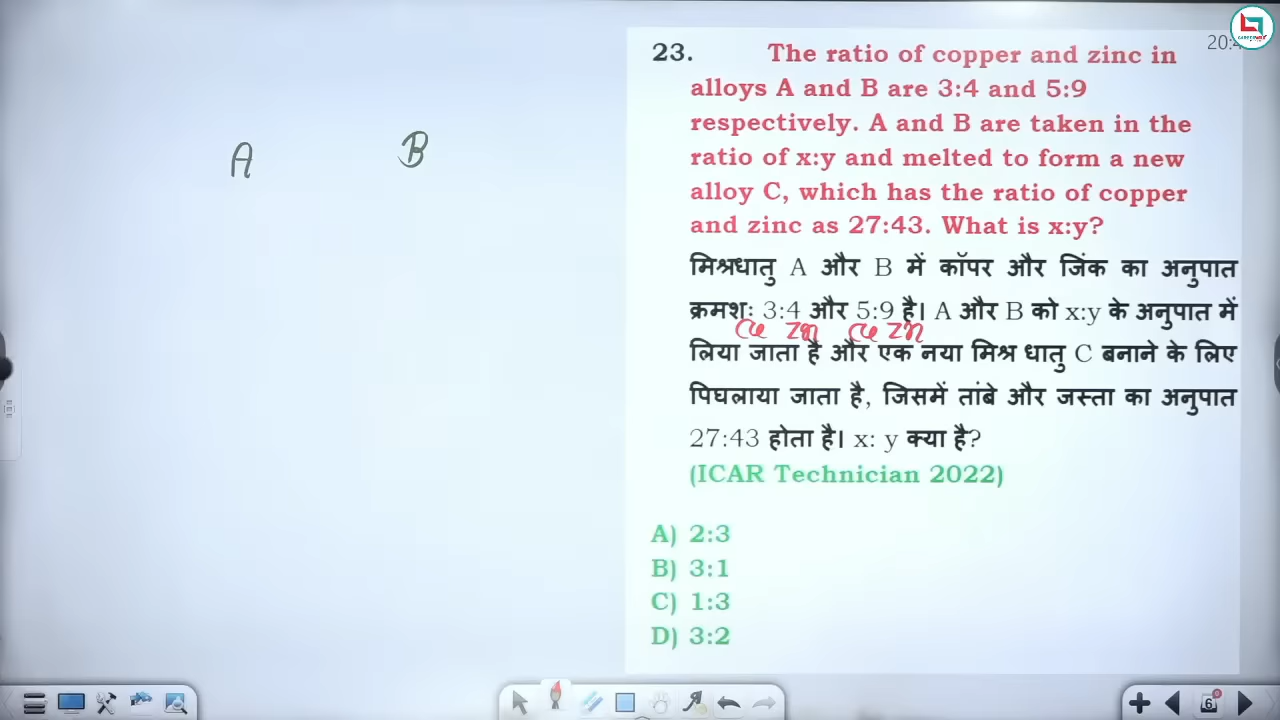 A B
23. The ratio of copper and zinc in
alloys A and B are 3:4 and 5:9
respectively. A and B are taken in the
ratio of x:y and melted to form a new
alloy C, which has the ratio of copper
and zinc as 27:43. What is x:y?
मिश्रधातु A और B में कॉपर और जिंक का अनुपात
क्रमशः 3:4 और 5:9 है। A और B को x:y के अनुपात में
Cu Zn Cu Zn
लिया जाता है और एक नया मिश्र धातु C बनाने के लिए
पिघलाया जाता है, जिसमें तांबे और जस्ता का अनुपात
27:43 होता है। x: y क्या है?
(ICAR Technician 2022)
A) 2:3
B) 3:1
C) 1:3
D) 3:2
6